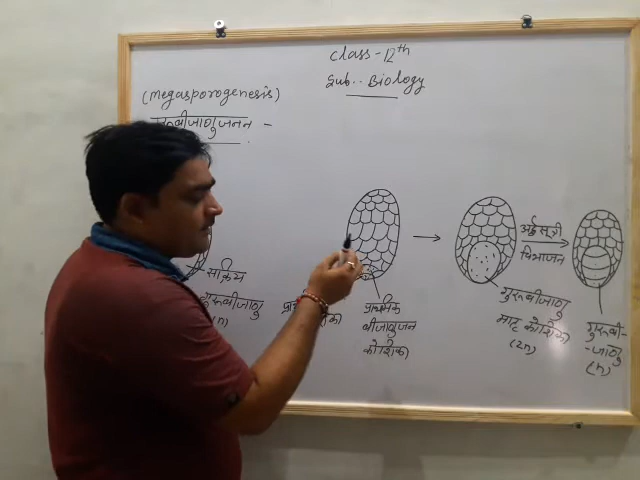 Class-12th
Sub.. Biology
(Megasporogenesis)
गुरुबीजाणुजनन -
अर्द्धसूत्री
विभाजन
सक्रिय
गुरुबीजाणु
प्राथमिक
बीजाणुजन
कोशिका
गुरुबीजाणु
मातृ कोशिका
(2n)
गुरुबी-
-जाणु
(n)